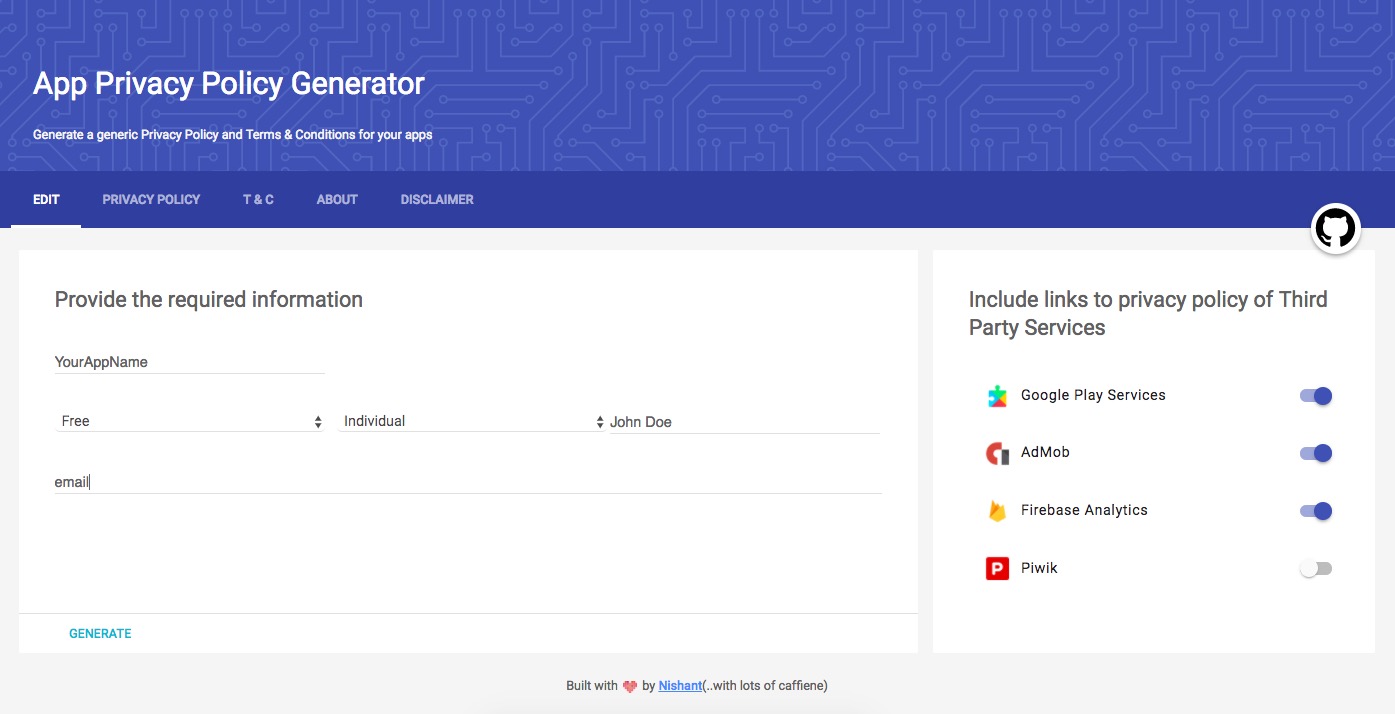 App Privacy Policy Generator
Generate a generic Privacy Policy and Terms & Conditions for your apps
EDIT PRIVACY POLICY T & C ABOUT DISCLAIMER
Provide the required information
YourAppName
Free Individual John Doe
email
GENERATE
Include links to privacy policy of Third
Party Services
Google Play Services
AdMob
Firebase Analytics
P Piwik
Built with by Nishant(..with lots of caffiene)